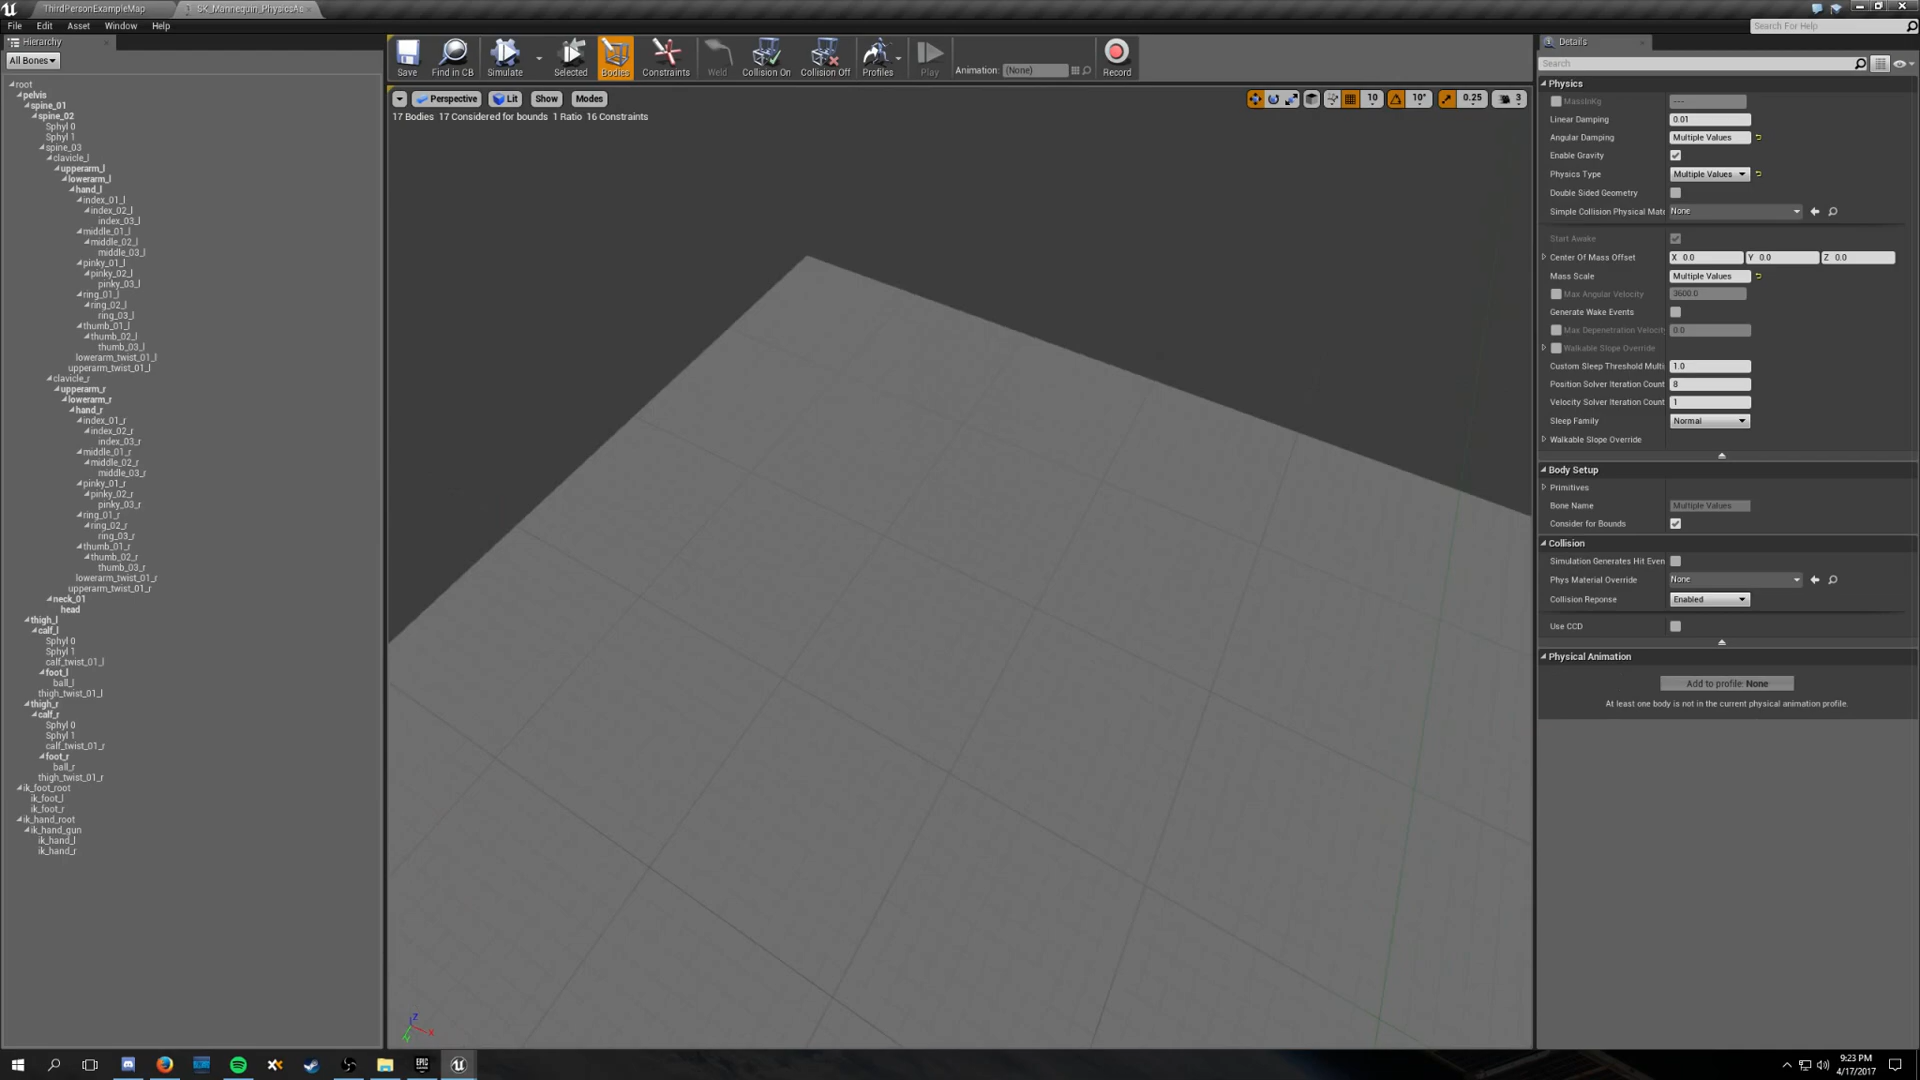 ThirdPersonExampleMap
SK_Mannequin_PhysicsAs
File Edit Asset Window Help
Search For Help
Hierarchy
All Bones
root
pelvis
spine_01
spine_02
Sphyl 0
Sphyl 1
spine_03
clavicle_l
upperarm_l
lowerarm_l
hand_l
index_01_l
index_02_l
index_03_l
middle_01_l
middle_02_l
middle_03_l
pinky_01_l
pinky_02_l
pinky_03_l
ring_01_l
ring_02_l
ring_03_l
thumb_01_l
thumb_02_l
thumb_03_l
lowerarm_twist_01_l
upperarm_twist_01_l
clavicle_r
upperarm_r
lowerarm_r
hand_r
index_01_r
index_02_r
index_03_r
middle_01_r
middle_02_r
middle_03_r
pinky_01_r
pinky_02_r
pinky_03_r
ring_01_r
ring_02_r
ring_03_r
thumb_01_r
thumb_02_r
thumb_03_r
lowerarm_twist_01_r
upperarm_twist_01_r
neck_01
head
thigh_l
calf_l
Sphyl 0
Sphyl 1
calf_twist_01_l
foot_l
ball_l
thigh_twist_01_l
thigh_r
calf_r
Sphyl 0
Sphyl 1
calf_twist_01_r
foot_r
ball_r
thigh_twist_01_r
ik_foot_root
ik_foot_l
ik_foot_r
ik_hand_root
ik_hand_gun
ik_hand_l
ik_hand_r
Save Find in CB Simulate Selected Bodies Constraints Weld Collision On Collision Off Profiles Play Animation: (None) Record
Perspective Lit Show Modes 10 10° 0.25 3
17 Bodies 17 Considered for bounds 1 Ratio 16 Constraints
Z
X
Y
Details
Search
Physics
MassInKg ---
Linear Damping 0.01
Angular Damping Multiple Values
Enable Gravity
Physics Type Multiple Values
Double Sided Geometry
Simple Collision Physical Mate None
Start Awake
Center Of Mass Offset X 0.0 Y 0.0 Z 0.0
Mass Scale Multiple Values
Max Angular Velocity 3600.0
Generate Wake Events
Max Depenetration Velocity 0.0
Walkable Slope Override
Custom Sleep Threshold Multi 1.0
Position Solver Iteration Count 8
Velocity Solver Iteration Count 1
Sleep Family Normal
Walkable Slope Override
Body Setup
Primitives
Bone Name Multiple Values
Consider for Bounds
Collision
Simulation Generates Hit Even
Phys Material Override None
Collision Reponse Enabled
Use CCD
Physical Animation
Add to profile: None
At least one body is not in the current physical animation profile.
EPIC
9:23 PM
4/17/2017